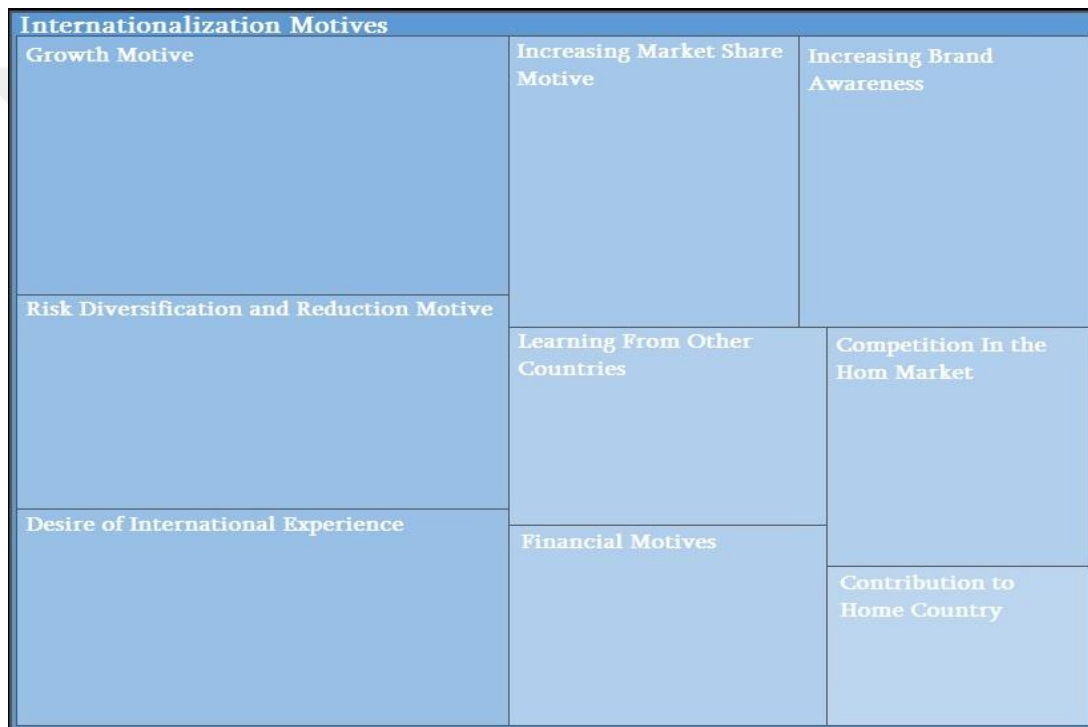 Internationalization Motives
Growth Motive
Increasing Market Share
Motive
Increasing Brand
Awareness
Risk Diversification and Reduction Motive
Learning From Other
Countries
Competition In the
Hom Market
Desire of International Experience
Financial Motives
Contribution to
Home Country